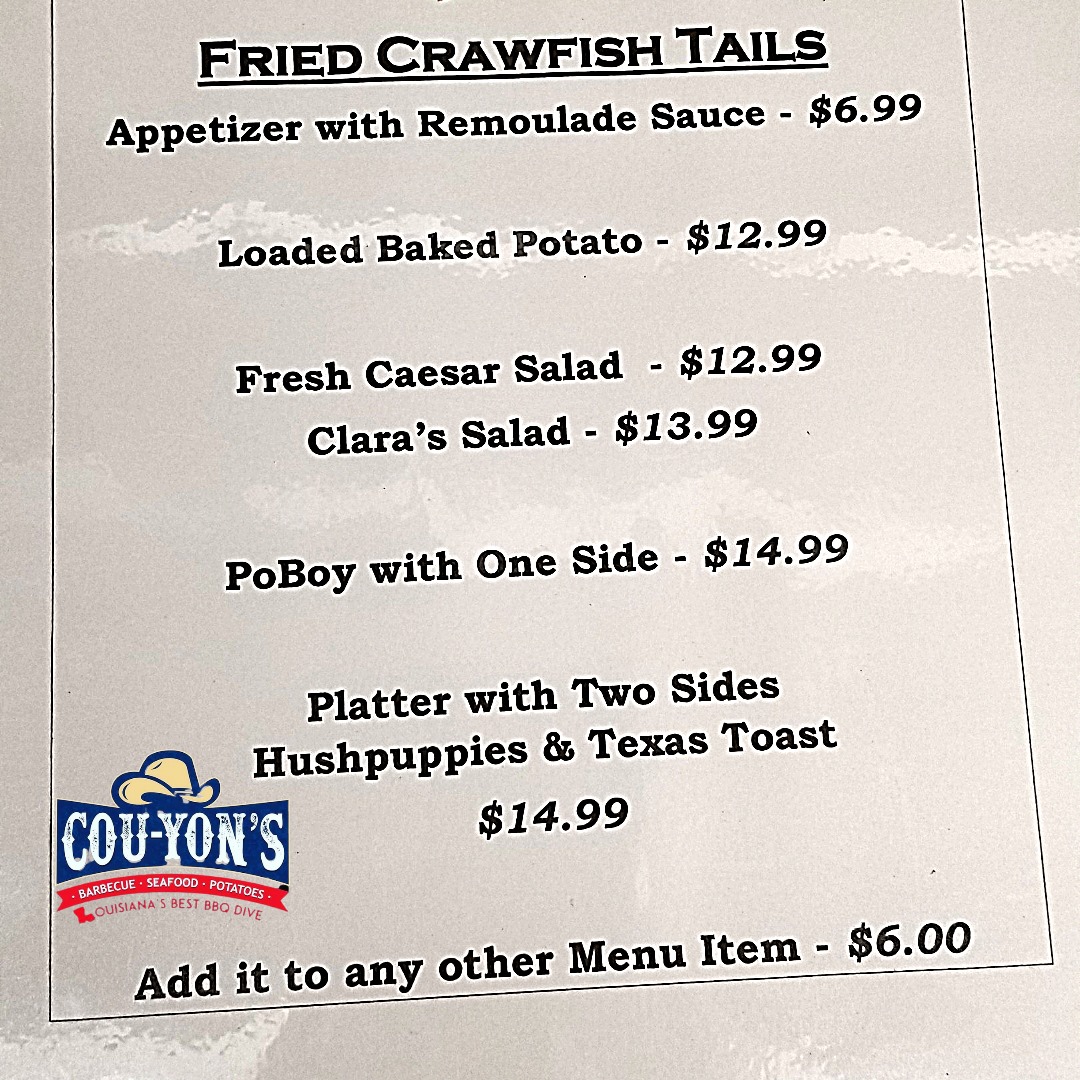 FRIED CRAWFISH TAILS
Appetizer with Remoulade Sauce - $6.99
Loaded Baked Potato - $12.99
Fresh Caesar Salad - $12.99
Clara's Salad - $13.99
PoBoy with One Side - $14.99
Platter with Two Sides
Hushpuppies & Texas Toast
$14.99
COU-YON'S
· BARBECUE · SEAFOOD · POTATOES ·
LOUISIANA'S BEST BBQ DIVE
Add it to any other Menu Item - $6.00